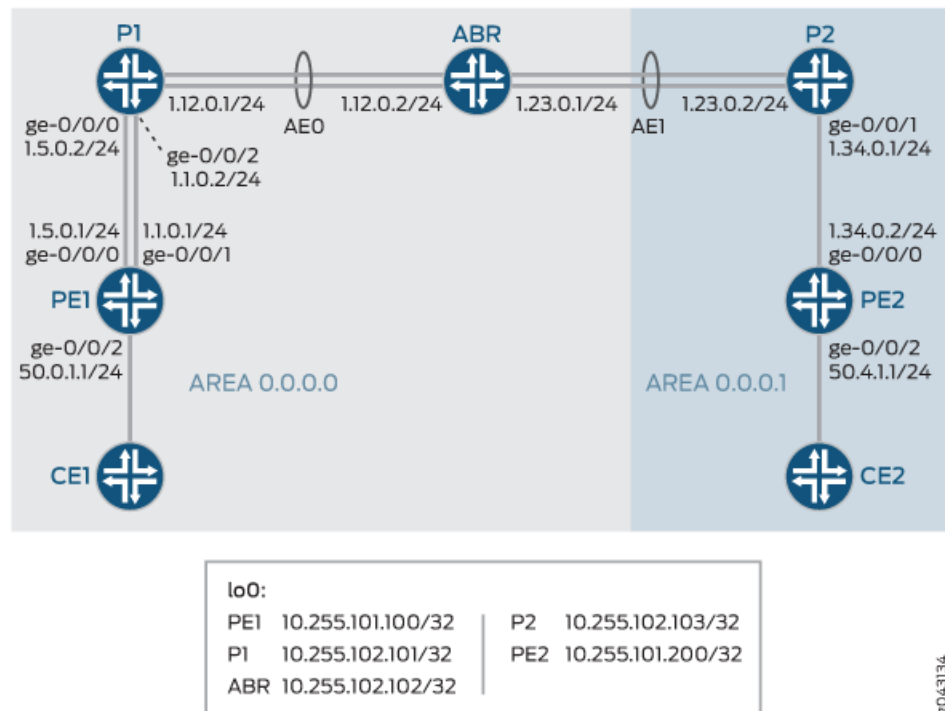 P1
ABR
P2
1.12.0.1/24
1.12.0.2/24
1.23.0.1/24
1.23.0.2/24
AE0
AE1
ge-0/0/0
1.5.0.2/24
ge-0/0/2
1.1.0.2/24
ge-0/0/1
1.34.0.1/24
1.5.0.1/24
ge-0/0/0
1.1.0.1/24
ge-0/0/1
1.34.0.2/24
ge-0/0/0
PE1
PE2
ge-0/0/2
50.0.1.1/24
ge-0/0/2
50.4.1.1/24
AREA 0.0.0.0
AREA 0.0.0.1
CE1
CE2
lo0:
PE1 10.255.101.100/32
P2 10.255.102.103/32
P1 10.255.102.101/32
PE2 10.255.101.200/32
ABR 10.255.102.102/32
g043134